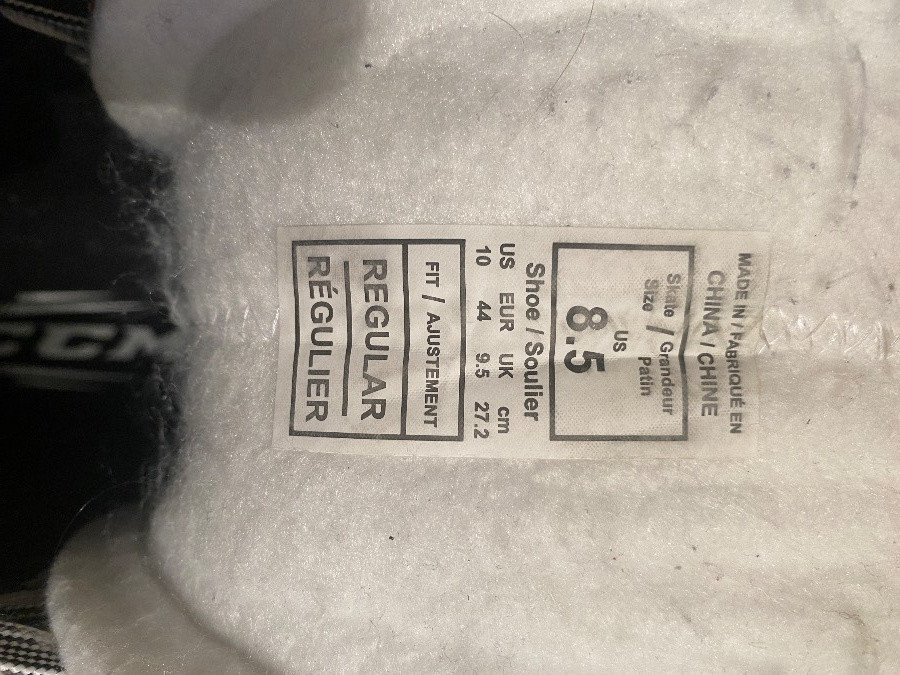 MADE IN / FABRIQUÉ EN
CHINA / CHINE
Skate / Grandeur
Size / Patin
US
8.5
Shoe / Soulier
US EUR UK cm
10 44 9.5 27.2
FIT / AJUSTEMENT
REGULAR
RÉGULIER
CCM